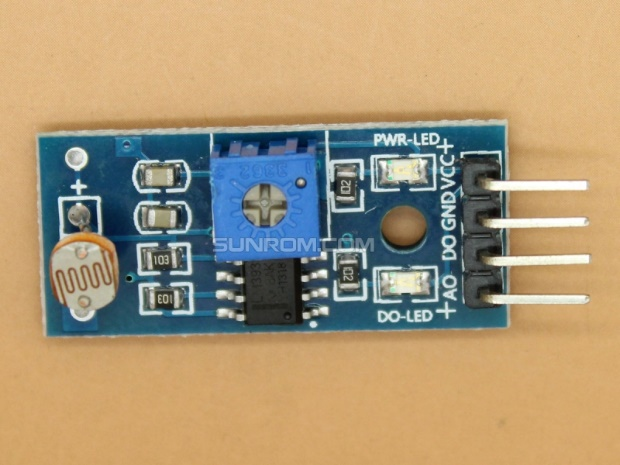 PWR-LED
VCC+
GND
DO
AO
+
+
SUNROM.COM
103
103
102
102
DO-LED